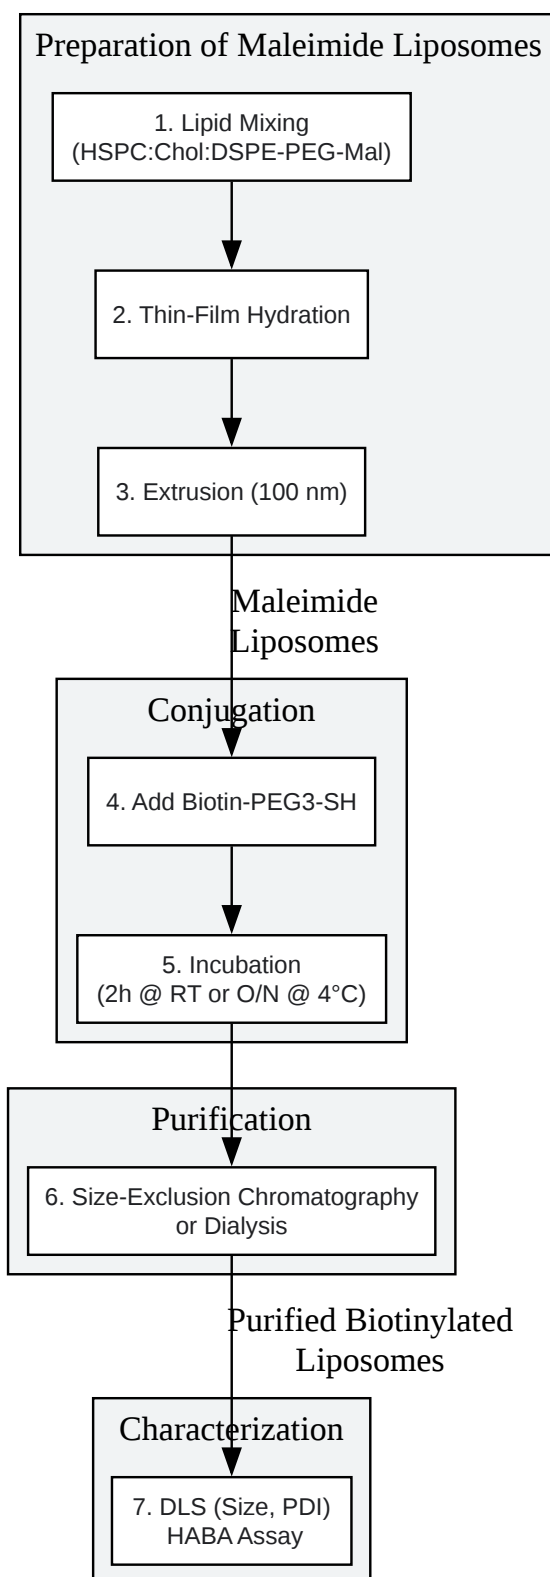 Preparation of Maleimide Liposomes
1. Lipid Mixing
(HSPC:Chol:DSPE-PEG-Mal)
2. Thin-Film Hydration
3. Extrusion (100 nm)
Maleimide
Liposomes
Conjugation
4. Add Biotin-PEG3-SH
5. Incubation
(2h @ RT or O/N @ 4°C)
Purification
6. Size-Exclusion Chromatography
or Dialysis
Purified Biotinylated
Liposomes
Characterization
7. DLS (Size, PDI)
HABA Assay